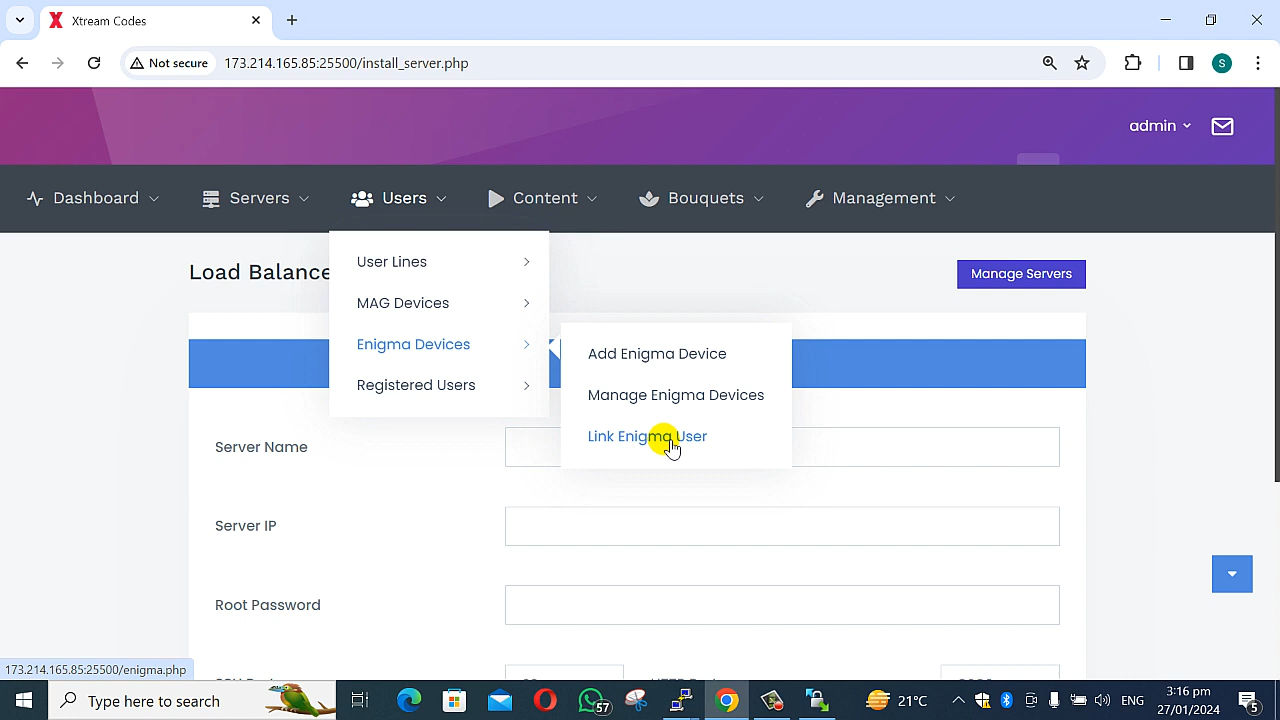 Xtream Codes
Not secure
173.214.165.85:25500/install_server.php
S
admin
Dashboard
Servers
Users
Content
Bouquets
Management
Load Balance
Manage Servers
User Lines
MAG Devices
Enigma Devices
Registered Users
Add Enigma Device
Manage Enigma Devices
Link Enigma User
Server Name
Server IP
Root Password
173.214.165.85:25500/enigma.php
Type here to search
57
21°C
ENG
3:16 pm
27/01/2024
5